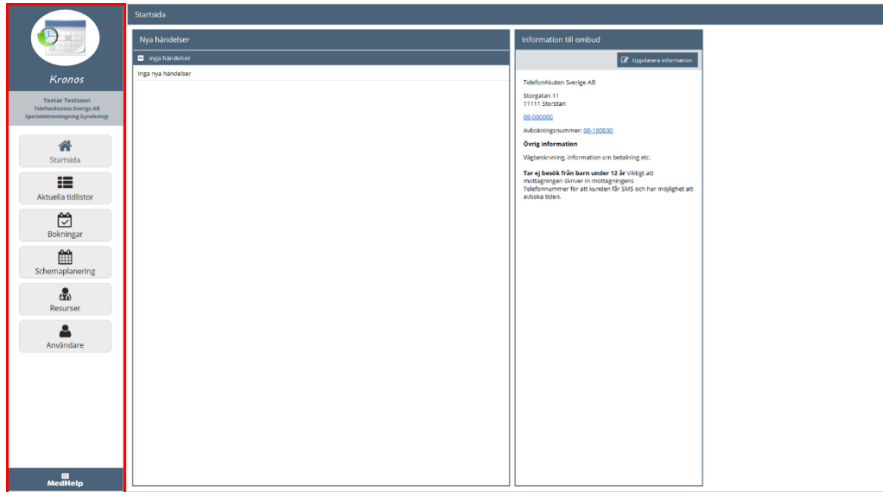 Startsida
Kronos
Testar Testssen
TelefonAkuten Sverige AB
Specialistmottagning Gynekologi
Startsida
Aktuella tidlistor
Bokningar
Schemaplanering
Resurser
Användare
MedHelp
Nya händelser
Inga händelser
Inga nya händelser
Information till ombud
Uppdatera information
TelefonAkuten Sverige AB
Storgatan 11
11111 Storstan
08-000000
Avbokningsnummer: 08-100030
Övrig information
Vägbeskrivning, information om betalning etc.
Tar ej besök från barn under 12 år Viktigt att
mottagningen skriver in mottagningens
Telefonnummer för att kunden får SMS och har möjlighet att
avboka tiden.